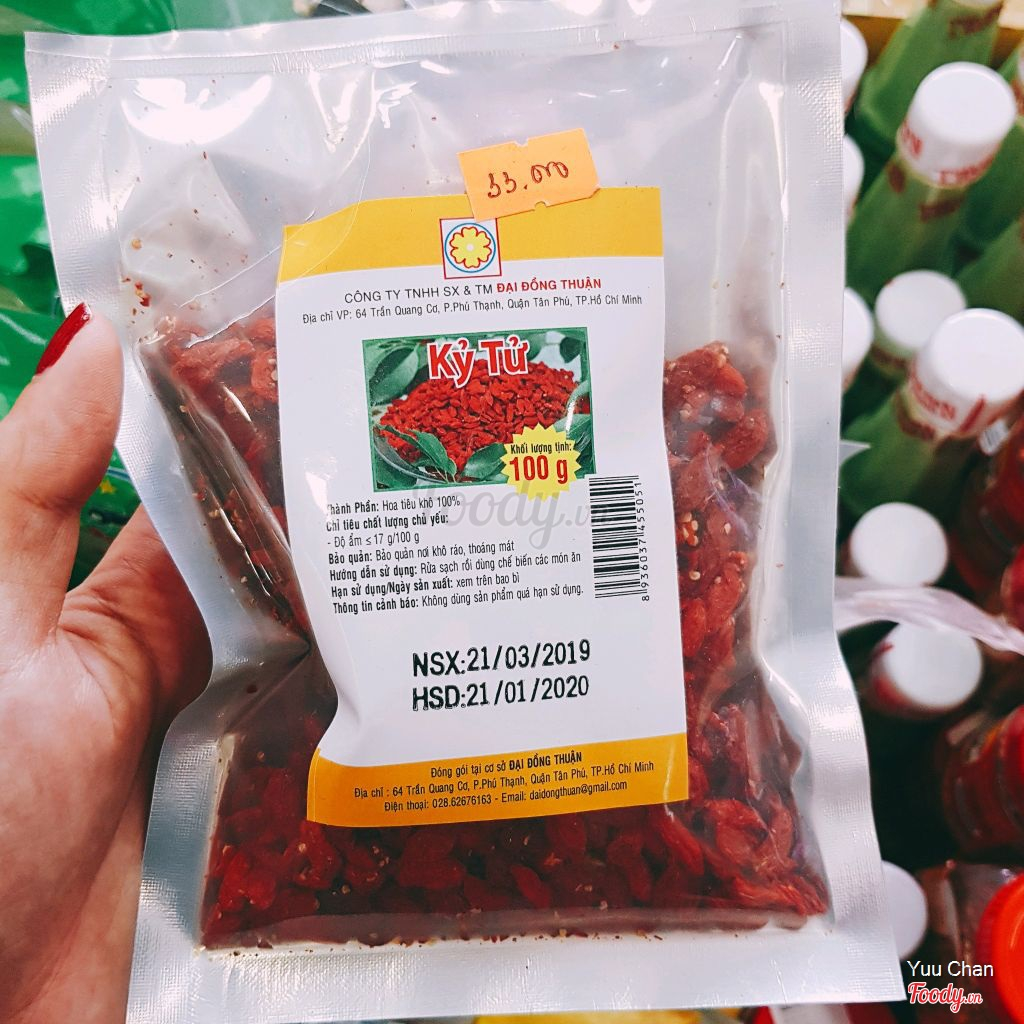 33.000
CÔNG TY TNHH SX & TM ĐẠI ĐỒNG THUẬN
Địa chỉ VP: 64 Trần Quang Cơ, P.Phú Thạnh, Quận Tân Phú, TP.Hồ Chí Minh
Kỷ Tử
Khối lượng tịnh:
100 g
Thành Phần: Hoa tiêu khô 100%
Chỉ tiêu chất lượng chủ yếu:
- Độ ẩm ≤ 17 g/100 g
Bảo quản: Bảo quản nơi khô ráo, thoáng mát
Hướng dẫn sử dụng: Rửa sạch rồi dùng chế biến các món ăn
Hạn sử dụng/Ngày sản xuất: xem trên bao bì
Thông tin cảnh báo: Không dùng sản phẩm quá hạn sử dụng.
8 936037 455051
Foody.vn
NSX:21/03/2019
HSD:21/01/2020
Đóng gói tại cơ sở ĐẠI ĐỒNG THUẬN
Địa chỉ : 64 Trần Quang Cơ, P.Phú Thạnh, Quận Tân Phú, TP.Hồ Chí Minh
Điện thoại: 028.62676163 - Email: daidongthuan@gmail.com
Yuu Chan
Foody.vn